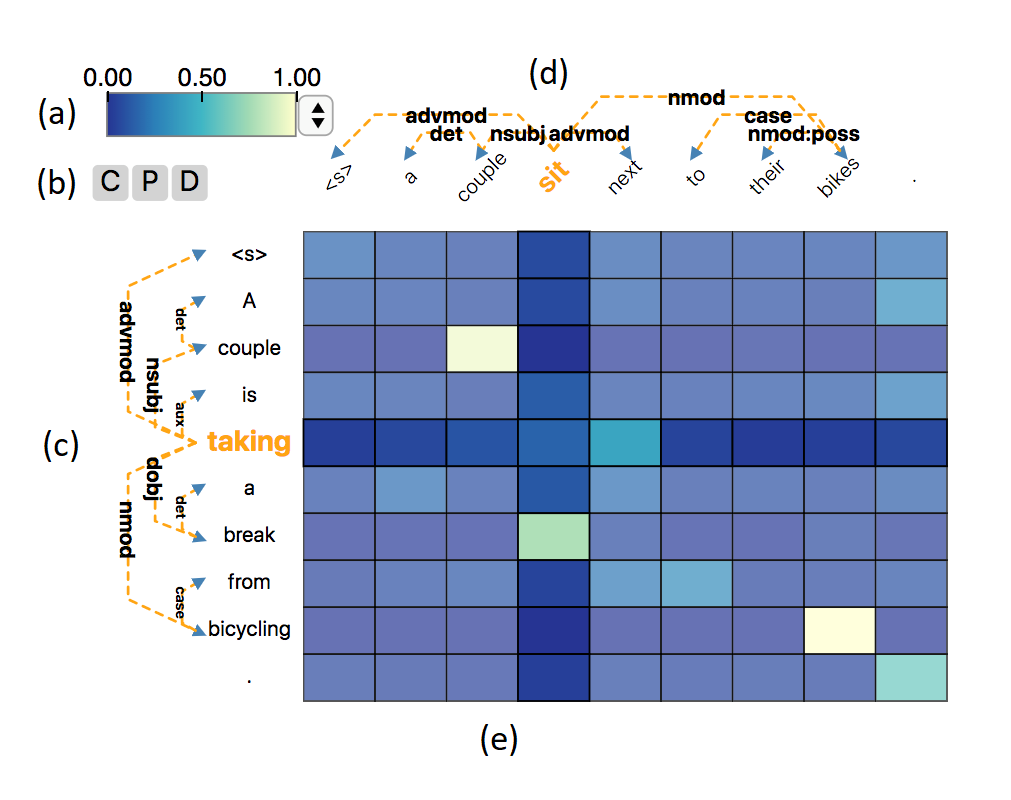 0.00 0.50 1.00
(a)
(b) C P D
(d)
nmod
advmod case
det nsubj advmod nmod:poss
<s> a couple sit next to their bikes .
(c)
advmod
nsubj
det
aux
dobj
nmod
det
case
<s>
A
couple
is
taking
a
break
from
bicycling
.
(e)